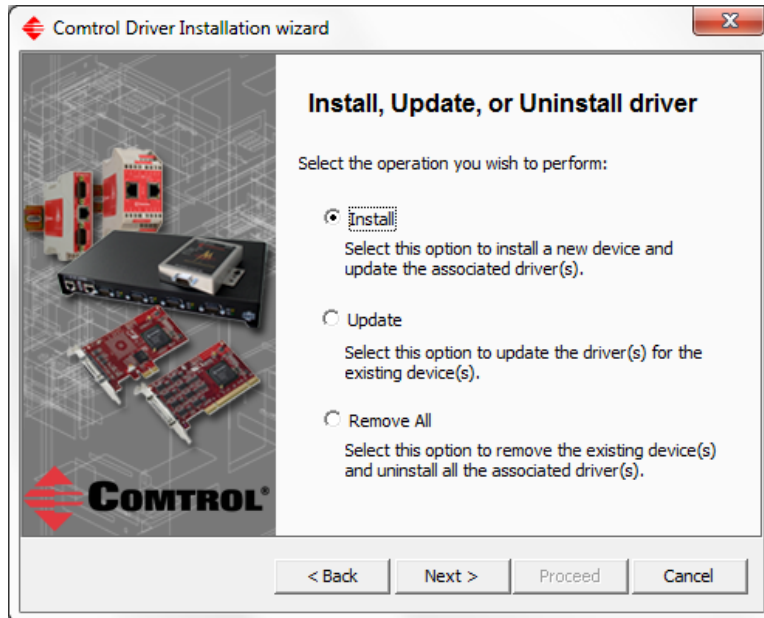 Comtrol Driver Installation wizard
Install, Update, or Uninstall driver
Select the operation you wish to perform:
Install
Select this option to install a new device and
update the associated driver(s).
Update
Select this option to update the driver(s) for the
existing device(s).
Remove All
Select this option to remove the existing device(s)
and uninstall all the associated driver(s).
COMTROL®
< Back
Next >
Proceed
Cancel